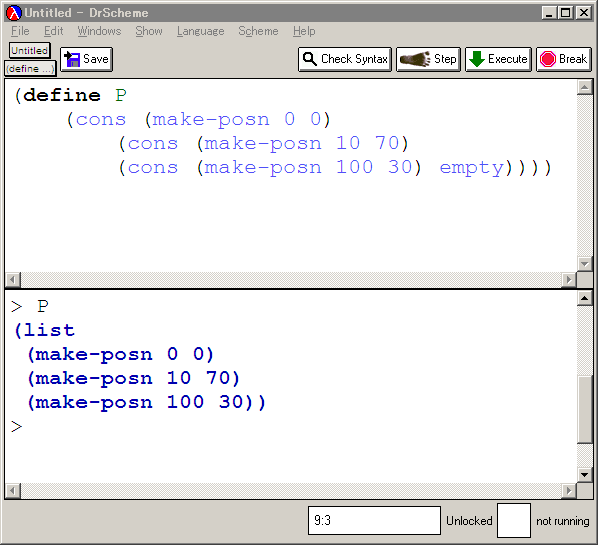 Untitled - DrScheme
File Edit Windows Show Language Scheme Help
Untitled
(define ...)
Save
Check Syntax
Step
Execute
Break
(define P
(cons (make-posn 0 0)
(cons (make-posn 10 70)
(cons (make-posn 100 30) empty))))
> P
(list
(make-posn 0 0)
(make-posn 10 70)
(make-posn 100 30))
>
9:3
Unlocked
not running